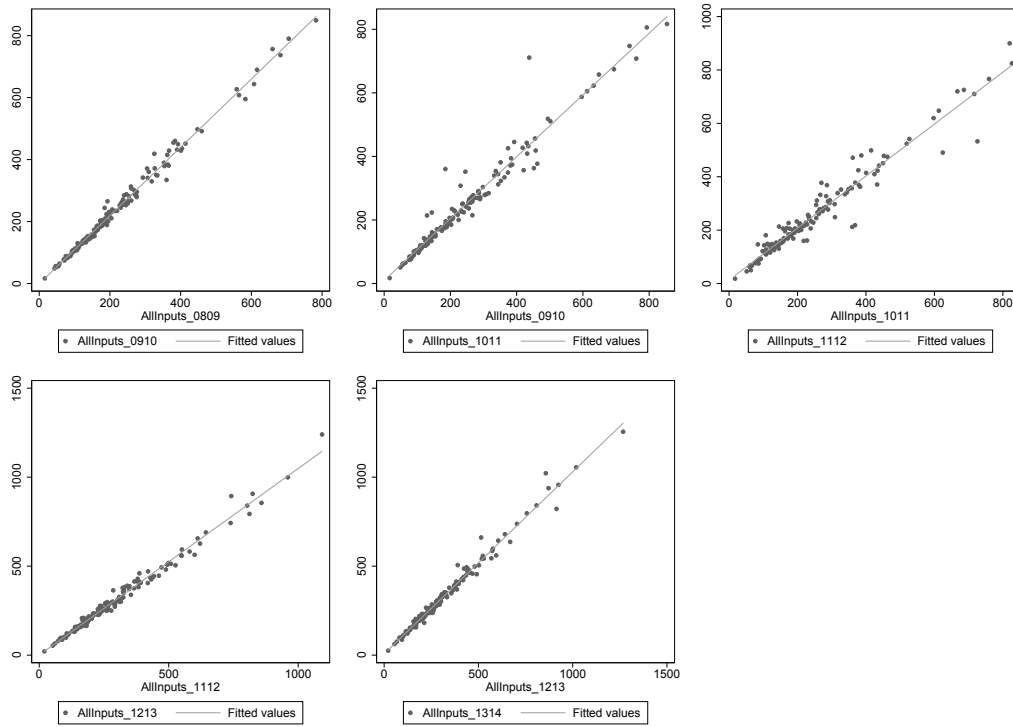 800
600
400
200
0
0 200 400 600 800
AllInputs_0809
AllInputs_0910 Fitted values
800
600
400
200
0
0 200 400 600 800
AllInputs_0910
AllInputs_1011 Fitted values
1000
800
600
400
200
0
0 200 400 600 800
AllInputs_1011
AllInputs_1112 Fitted values
1500
1000
500
0
0 500 1000
AllInputs_1112
AllInputs_1213 Fitted values
1500
1000
500
0
0 500 1000 1500
AllInputs_1213
AllInputs_1314 Fitted values